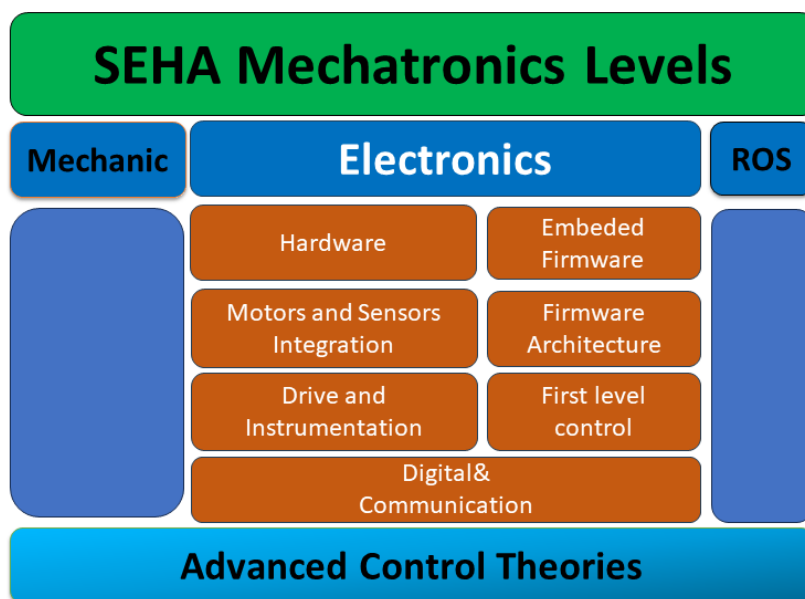 SEHA Mechatronics Levels
Mechanic
Electronics
ROS
Hardware
Embeded
Firmware
Motors and Sensors
Integration
Firmware
Architecture
Drive and
Instrumentation
First level
control
Digital&
Communication
Advanced Control Theories